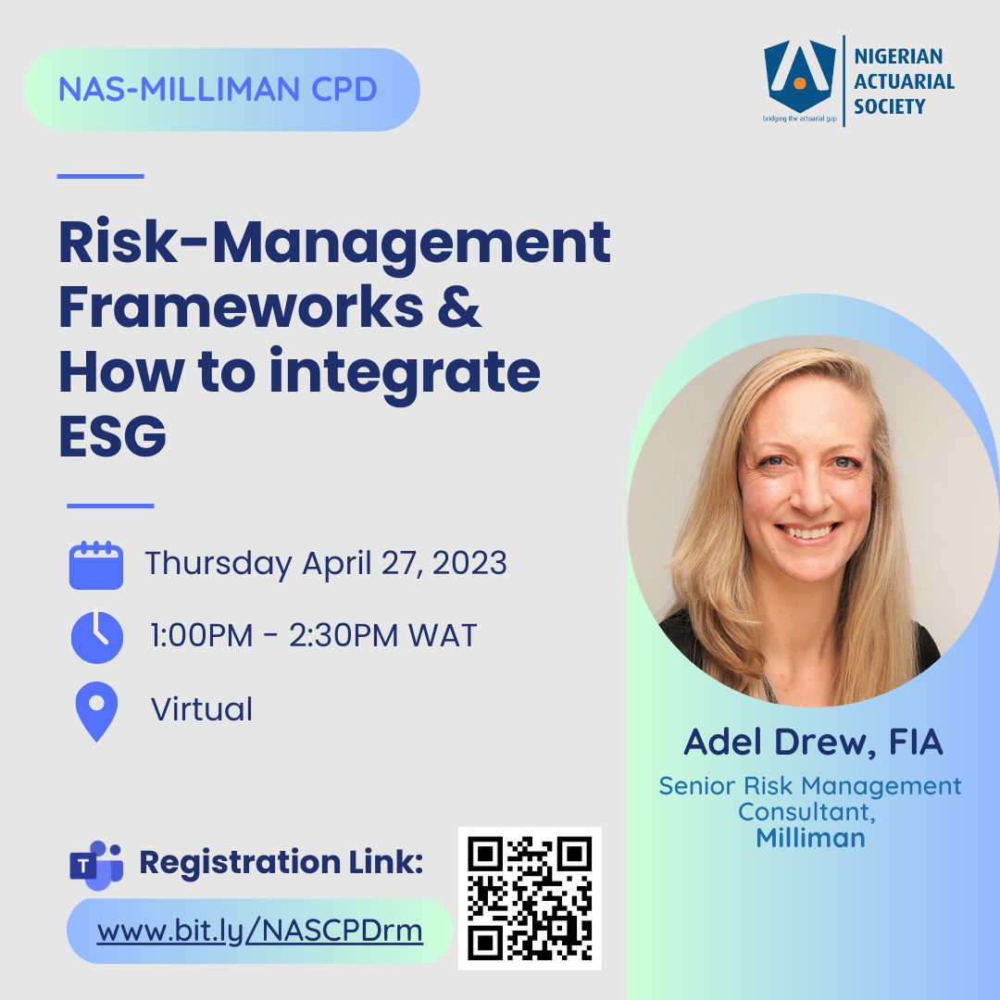 NAS-MILLIMAN CPD
NIGERIAN
ACTUARIAL
SOCIETY
bridging the actuarial gap
Risk-Management
Frameworks &
How to integrate
ESG
Thursday April 27, 2023
1:00PM - 2:30PM WAT
Virtual
Adel Drew, FIA
Senior Risk Management
Consultant,
Milliman
T
Registration Link:
www.bit.ly/NASCPDrm